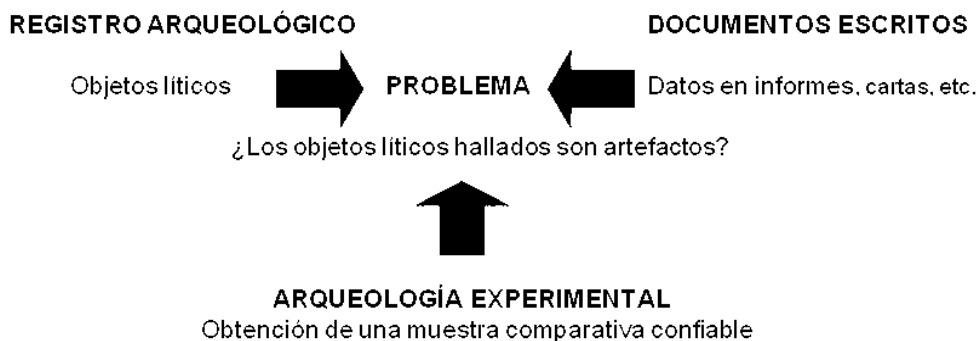 REGISTRO ARQUEOLÓGICO
DOCUMENTOS ESCRITOS
Objetos líticos
PROBLEMA
Datos en informes, cartas, etc.
¿Los objetos líticos hallados son artefactos?
ARQUEOLOGÍA EXPERIMENTAL
Obtención de una muestra comparativa confiable